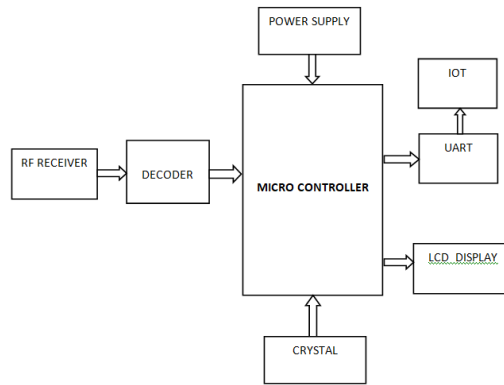 POWER SUPPLY
IOT
UART
RF RECEIVER
DECODER
MICRO CONTROLLER
LCD DISPLAY
CRYSTAL